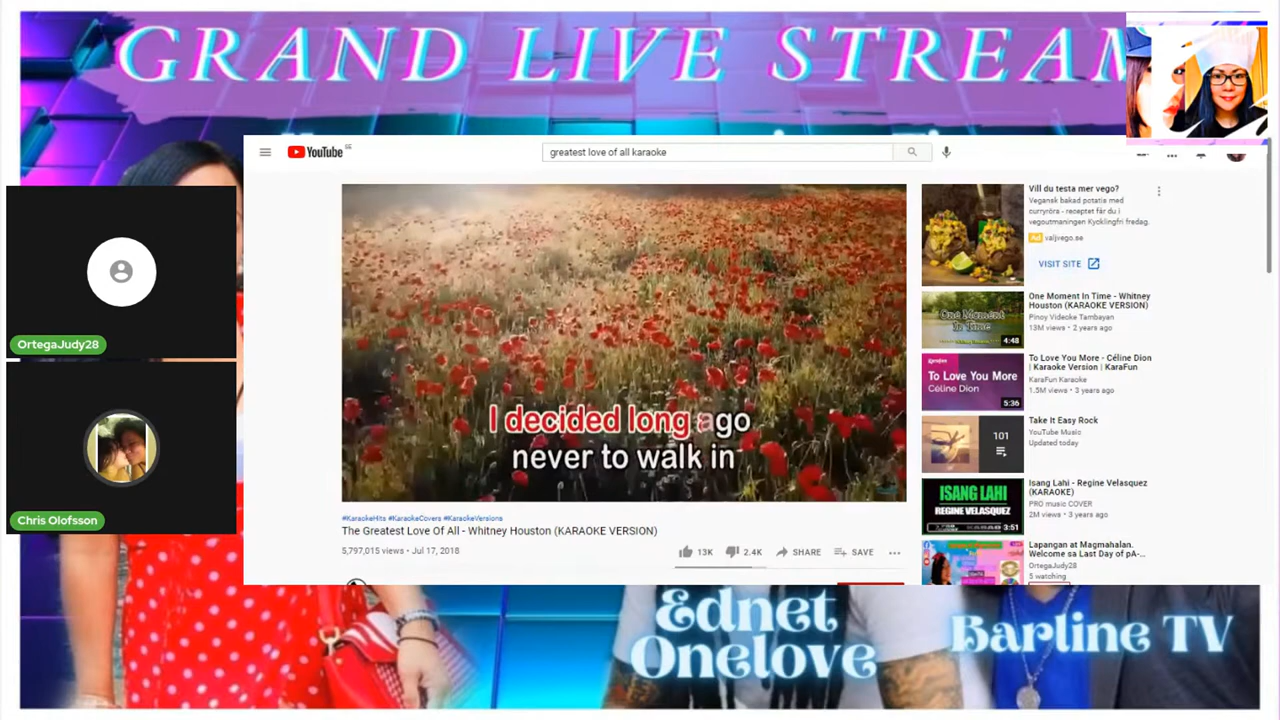 GRAND LIVE STREAM
YouTube SE
greatest love of all karaoke
OrtegaJudy28
Chris Olofsson
I decided long ago
never to walk in
#KaraokeHits #KaraokeCovers #KaraokeVersions
The Greatest Love Of All - Whitney Houston (KARAOKE VERSION)
5,797,015 views • Jul 17, 2018
13K
2.4K
SHARE
SAVE
Vill du testa mer vego?
Vegansk bakad potatis med
curryröra - receptet får du i
vegoutmaningen Kycklingfri fredag.
Ad valjvego.se
VISIT SITE
One Moment
in Time
4:48
One Moment In Time - Whitney
Houston (KARAOKE VERSION)
Pinoy Videoke Tambayan
13M views • 2 years ago
To Love You More
Céline Dion
5:36
To Love You More - Céline Dion
| Karaoke Version | KaraFun
KaraFun Karaoke
1.5M views • 3 years ago
101
Take It Easy Rock
YouTube Music
Updated today
ISANG LAHI
REGINE VELASQUEZ
3:51
Isang Lahi - Regine Velasquez
(KARAOKE)
PRO music COVER
2M views • 3 years ago
Lapangan at Magmahalan.
Welcome sa Last Day of pA-...
OrtegaJudy28
5 watching
Ednet
Onelove
Barline TV